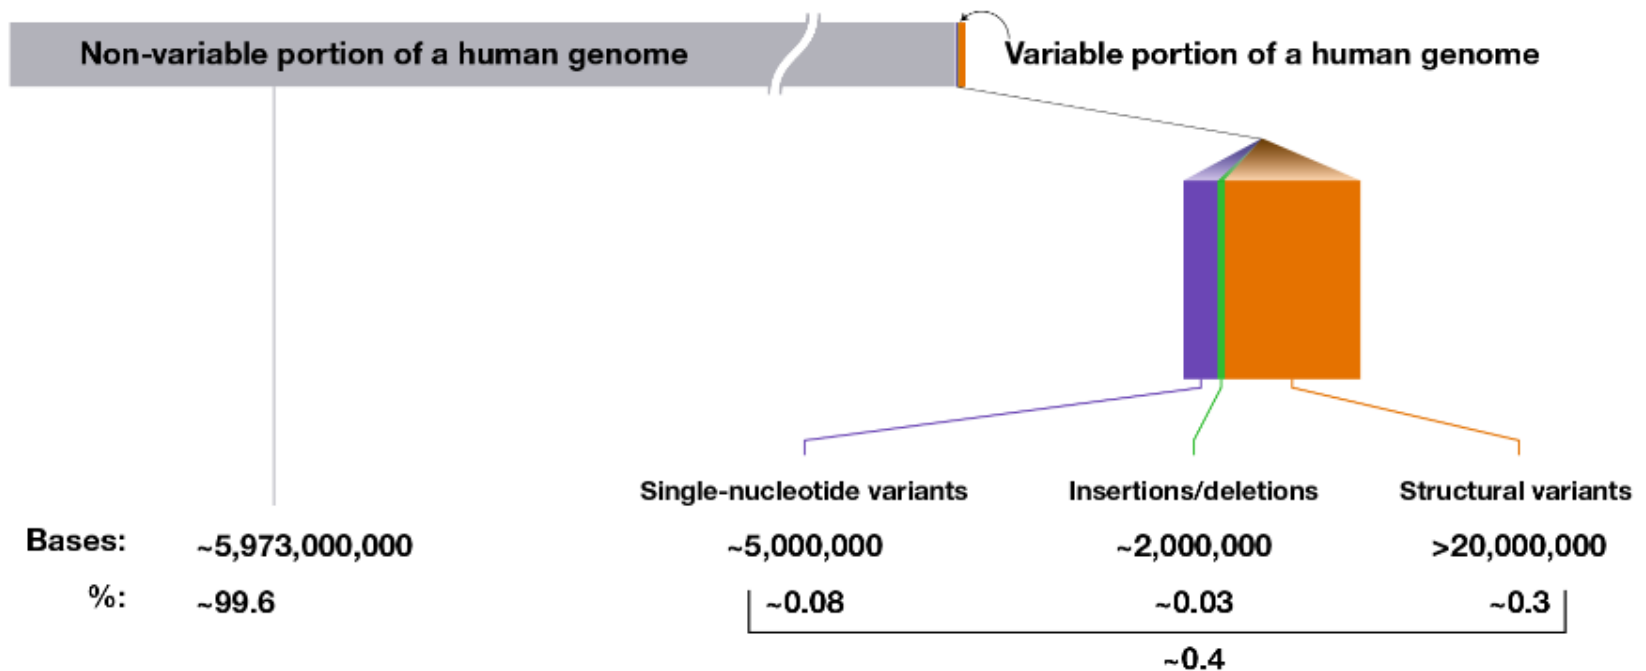 Non-variable portion of a human genome
Variable portion of a human genome
Single-nucleotide variants
Insertions/deletions
Structural variants
Bases: ~5,973,000,000 ~5,000,000 ~2,000,000 >20,000,000
%: ~99.6 ~0.08 ~0.03 ~0.3
~0.4